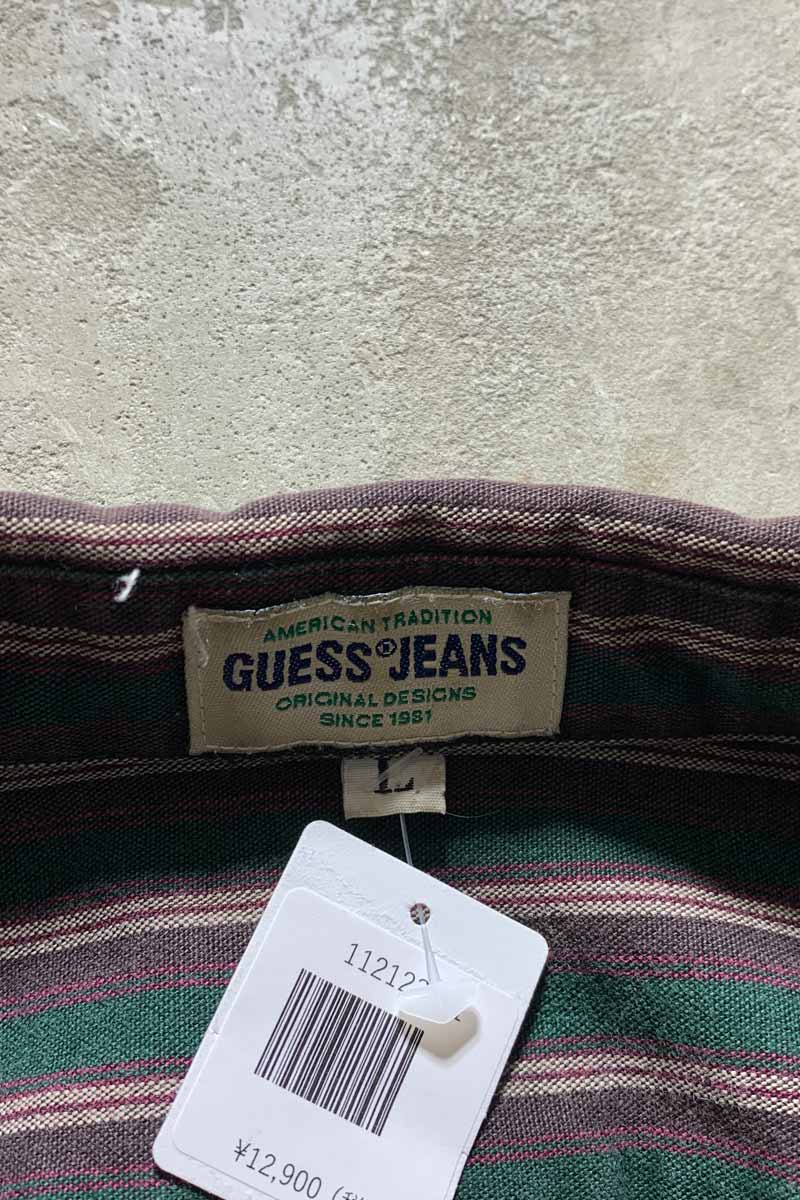 AMERICAN TRADITION
GUESS® JEANS
ORIGINAL DESIGNS
SINCE 1981
L
¥12,900